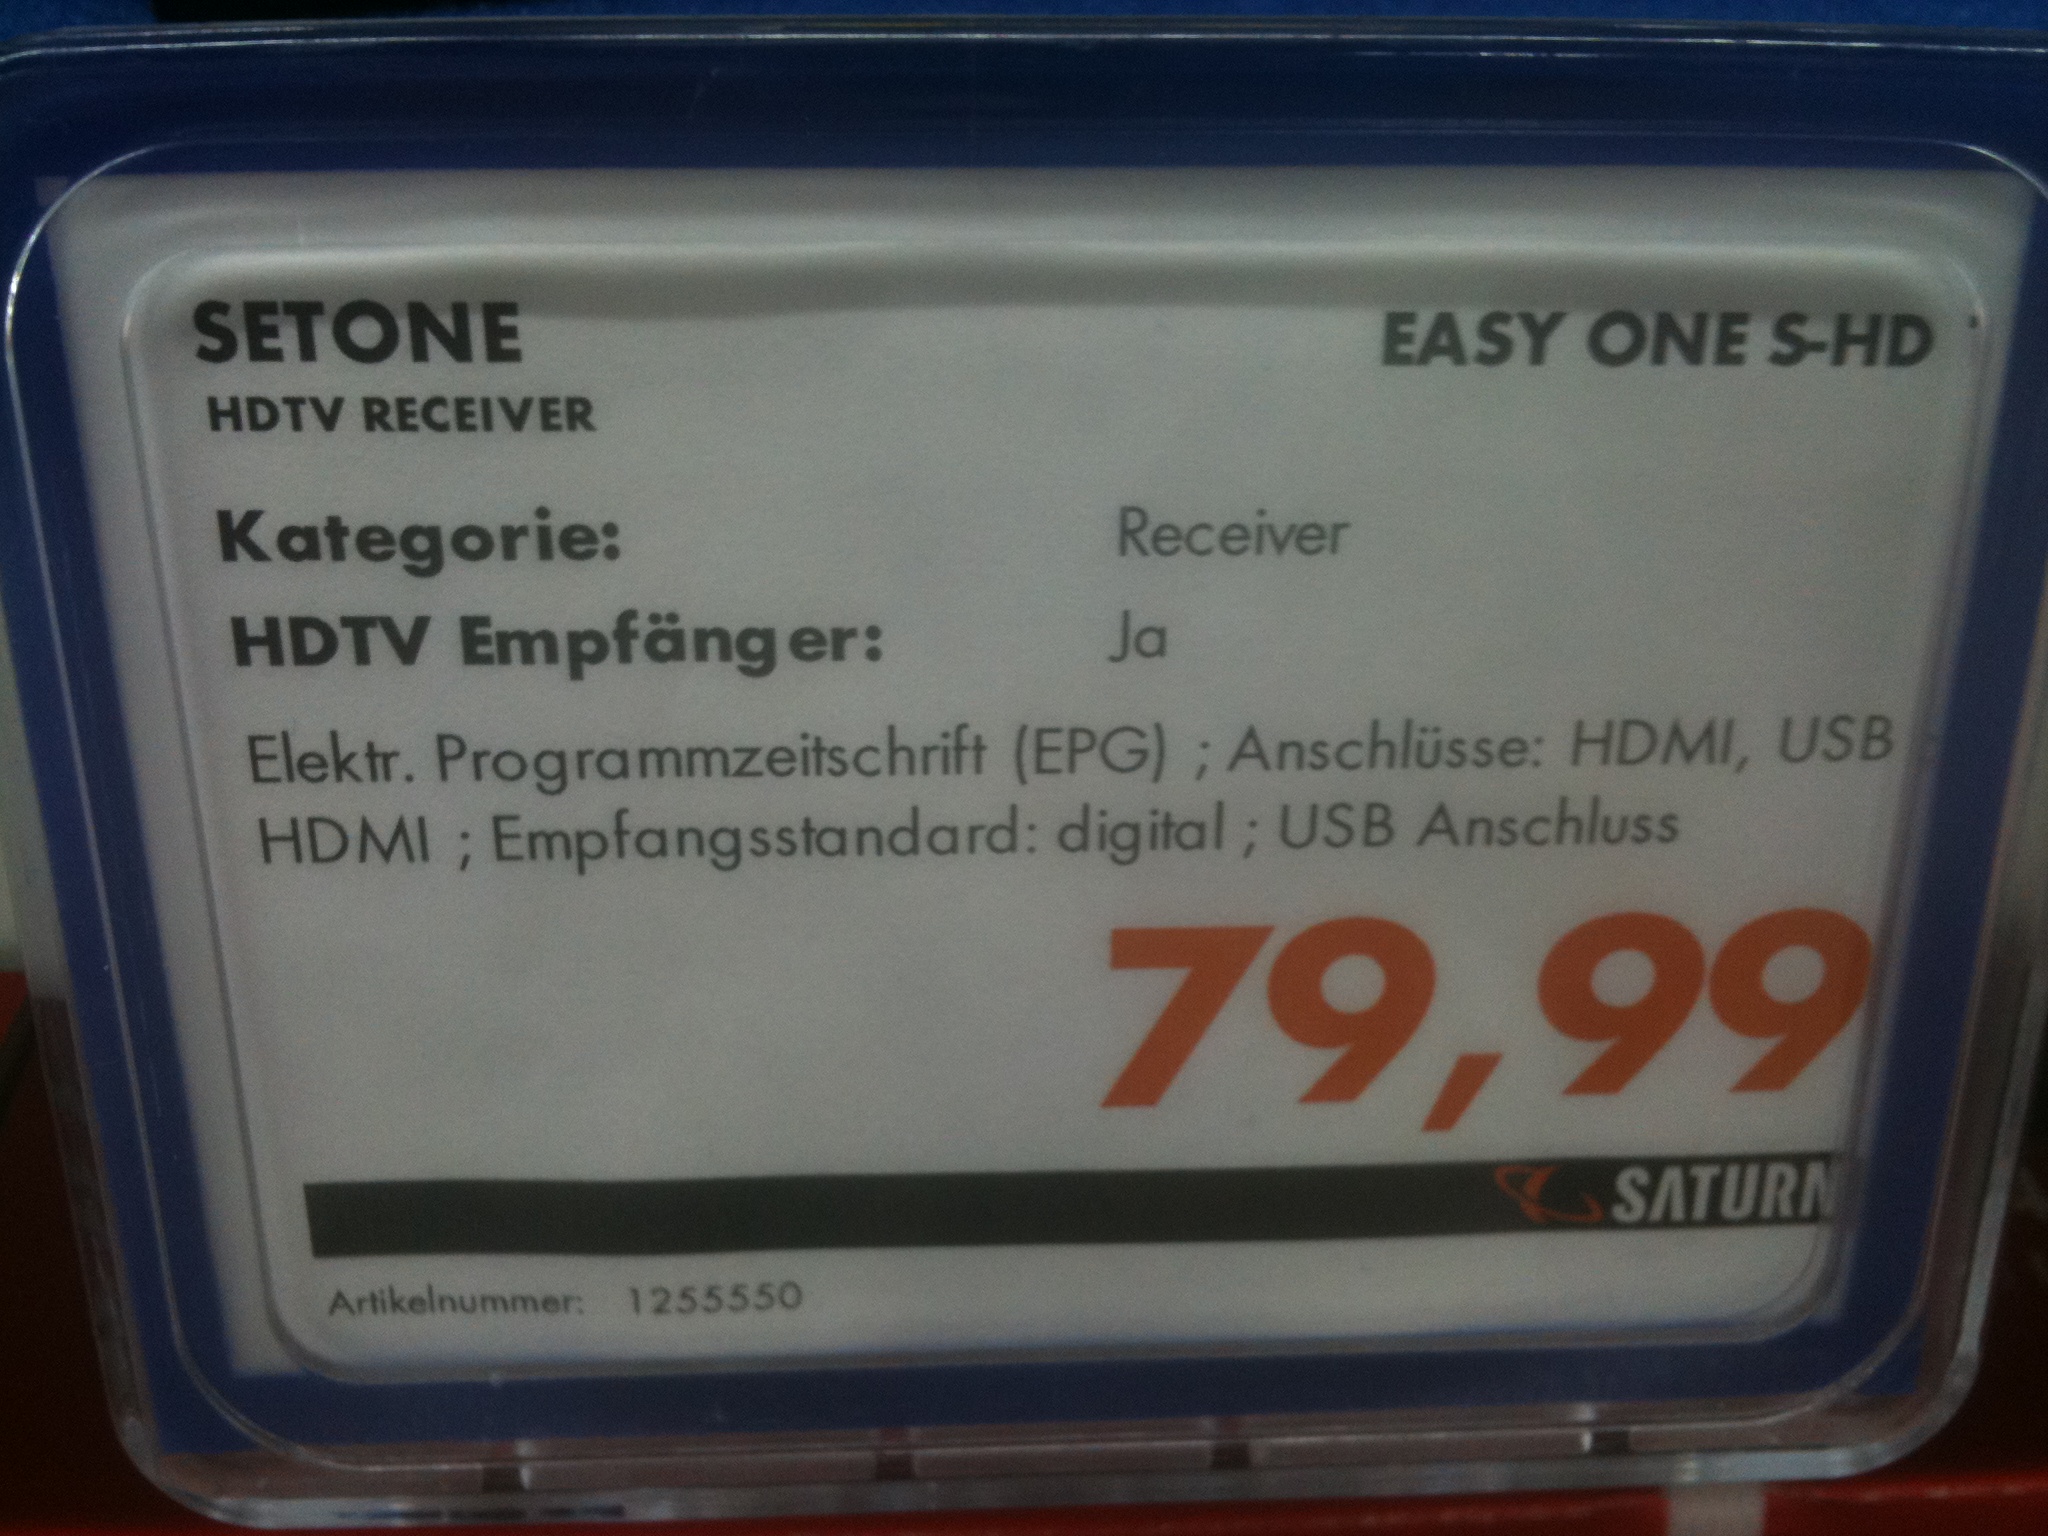 SETONE EASY ONE S-HD
HDTV RECEIVER
Kategorie: Receiver
HDTV Empfänger: Ja
Elektr. Programmzeitschrift (EPG) ; Anschlüsse: HDMI, USB
HDMI ; Empfangsstandard: digital ; USB Anschluss
79,99
SATURN
Artikelnummer: 1255550